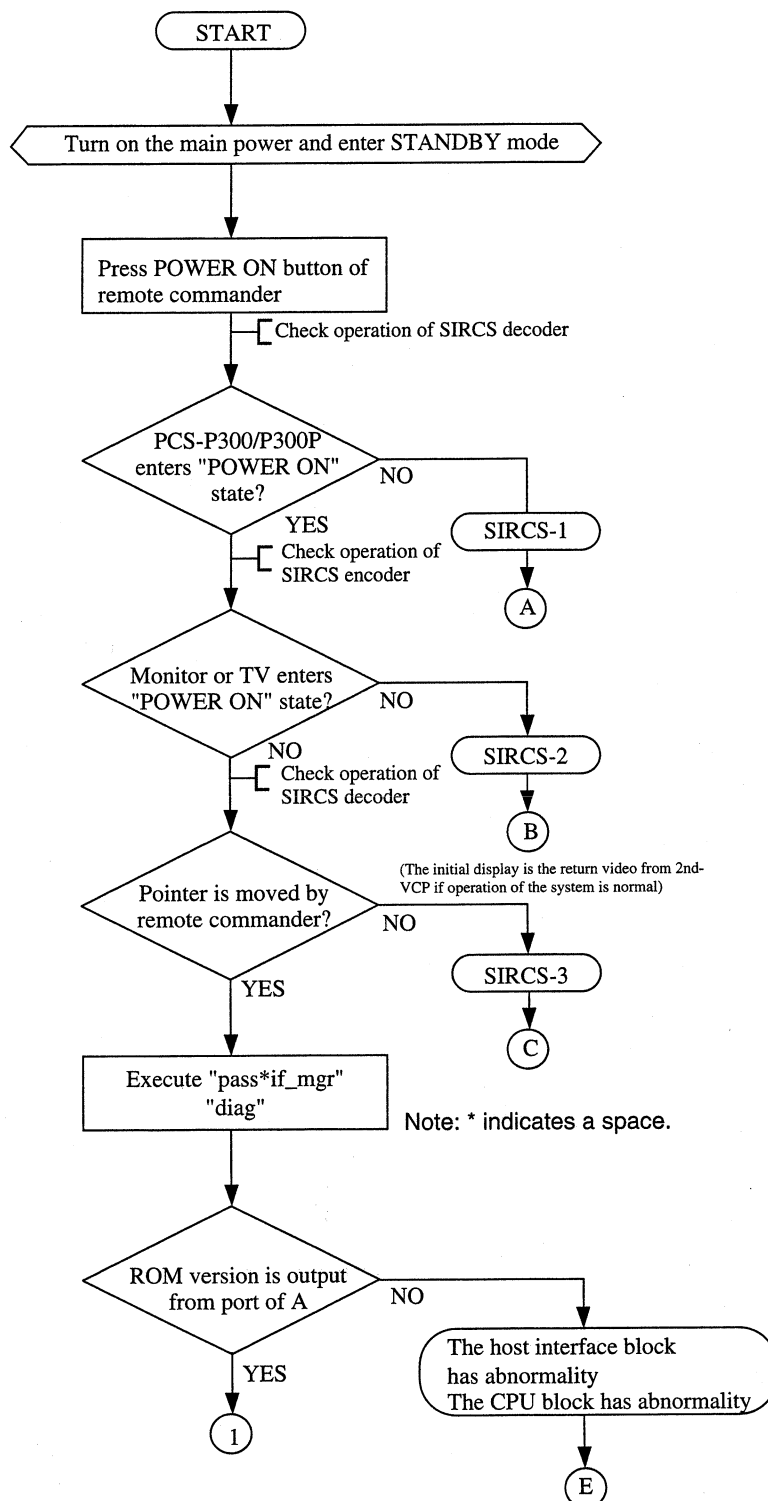 START
Turn on the main power and enter STANDBY mode
Press POWER ON button of
remote commander
Check operation of SIRCS decoder
PCS-P300/P300P
enters "POWER ON"
state?
NO
YES
SIRCS-1
Check operation of
SIRCS encoder
A
Monitor or TV enters
"POWER ON" state?
NO
NO
SIRCS-2
Check operation of
SIRCS decoder
B
(The initial display is the return video from 2nd-
VCP if operation of the system is normal)
Pointer is moved by
remote commander?
NO
YES
SIRCS-3
C
Execute "pass*if_mgr"
"diag"
Note: * indicates a space.
ROM version is output
from port of A
NO
YES
The host interface block
has abnormality
The CPU block has abnormality
1
E